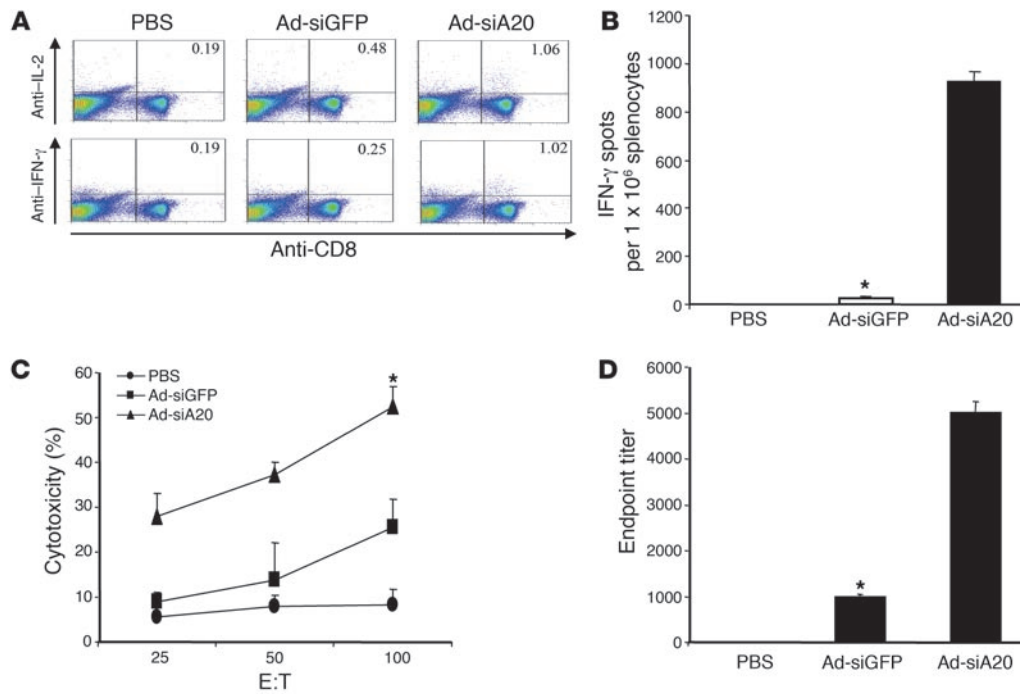 A
PBS
Ad-siGFP
Ad-siA20
Anti–IL-2
0.19
0.48
1.06
Anti–IFN-γ
0.19
0.25
1.02
Anti-CD8
B
IFN-γ spots
per 1 x 10⁶ splenocytes
1200
1000
800
600
400
200
0
*
PBS
Ad-siGFP
Ad-siA20
C
Cytotoxicity (%)
60
50
40
30
20
10
0
PBS
Ad-siGFP
Ad-siA20
*
25
50
100
E:T
D
Endpoint titer
6000
5000
4000
3000
2000
1000
0
*
PBS
Ad-siGFP
Ad-siA20